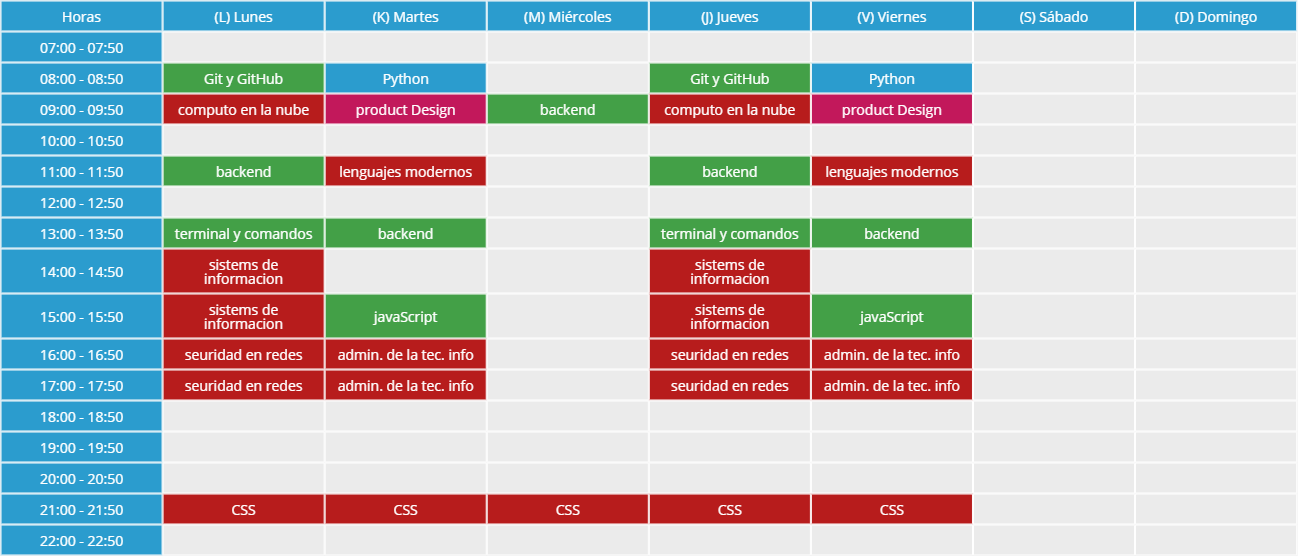 Horas (L) Lunes (K) Martes (M) Miércoles (J) Jueves (V) Viernes (S) Sábado (D) Domingo
07:00 - 07:50
08:00 - 08:50 Git y GitHub Python Git y GitHub Python
09:00 - 09:50 computo en la nube product Design backend computo en la nube product Design
10:00 - 10:50
11:00 - 11:50 backend lenguajes modernos backend lenguajes modernos
12:00 - 12:50
13:00 - 13:50 terminal y comandos backend terminal y comandos backend
14:00 - 14:50 sistems de informacion sistems de informacion
15:00 - 15:50 sistems de informacion javaScript sistems de informacion javaScript
16:00 - 16:50 seuridad en redes admin. de la tec. info seuridad en redes admin. de la tec. info
17:00 - 17:50 seuridad en redes admin. de la tec. info seuridad en redes admin. de la tec. info
18:00 - 18:50
19:00 - 19:50
20:00 - 20:50
21:00 - 21:50 CSS CSS CSS CSS CSS
22:00 - 22:50